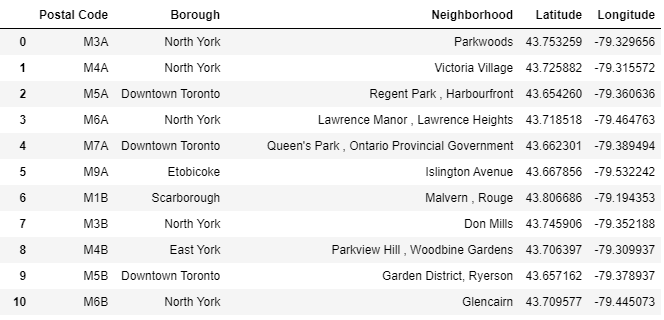 Postal Code Borough Neighborhood Latitude Longitude
0 M3A North York Parkwoods 43.753259 -79.329656
1 M4A North York Victoria Village 43.725882 -79.315572
2 M5A Downtown Toronto Regent Park , Harbourfront 43.654260 -79.360636
3 M6A North York Lawrence Manor , Lawrence Heights 43.718518 -79.464763
4 M7A Downtown Toronto Queen's Park , Ontario Provincial Government 43.662301 -79.389494
5 M9A Etobicoke Islington Avenue 43.667856 -79.532242
6 M1B Scarborough Malvern , Rouge 43.806686 -79.194353
7 M3B North York Don Mills 43.745906 -79.352188
8 M4B East York Parkview Hill , Woodbine Gardens 43.706397 -79.309937
9 M5B Downtown Toronto Garden District, Ryerson 43.657162 -79.378937
10 M6B North York Glencairn 43.709577 -79.445073